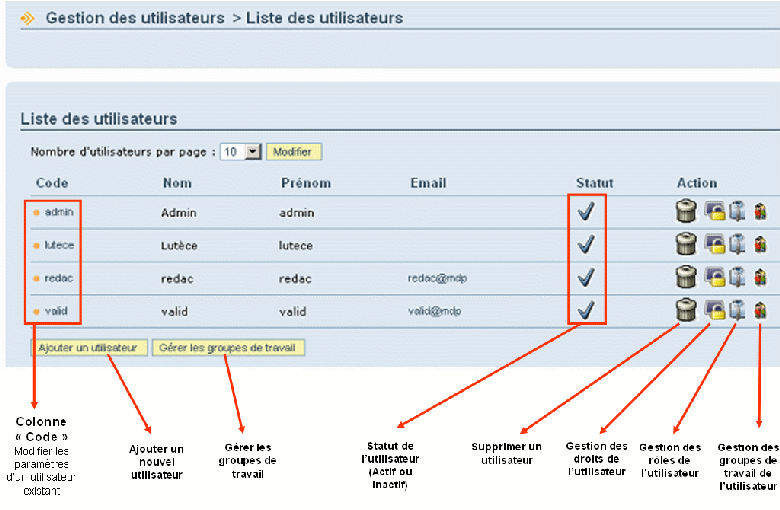 Gestion des utilisateurs > Liste des utilisateurs
Liste des utilisateurs
Nombre d'utilisateurs par page : 10 Modifier
Code Nom Prénom Email Statut Action
admin Admin admin
lutece Lutèce lutece
redac redac redac redac@mdp
valid valid valid valid@mdp
Ajouter un utilisateur Gérer les groupes de travail
Colonne
« Code »
Modifier les
paramètres
d'un utilisateur
existant
Ajouter un
nouvel
utilisateur
Gérer les
groupes de
travail
Statut de
l'utilisateur
(Actif ou
Inactif)
Supprimer un
utilisateur
Gestion des
droits de
l'utilisateur
Gestion des
rôles de
l'utilisateur
Gestion des
groupes de
travail de
l'utilisateur